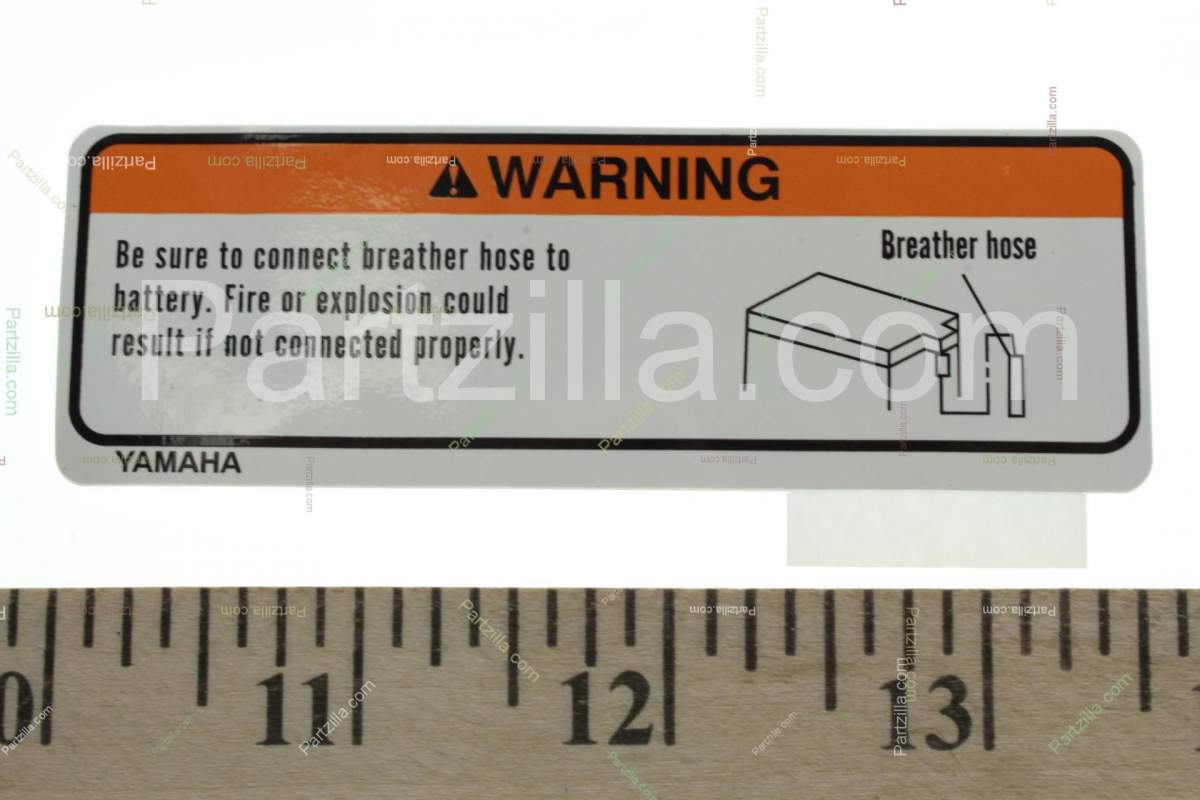 WARNING
Be sure to connect breather hose to
battery. Fire or explosion could
result if not connected properly.
Breather hose
YAMAHA
Partzilla.com
0 11 12 13